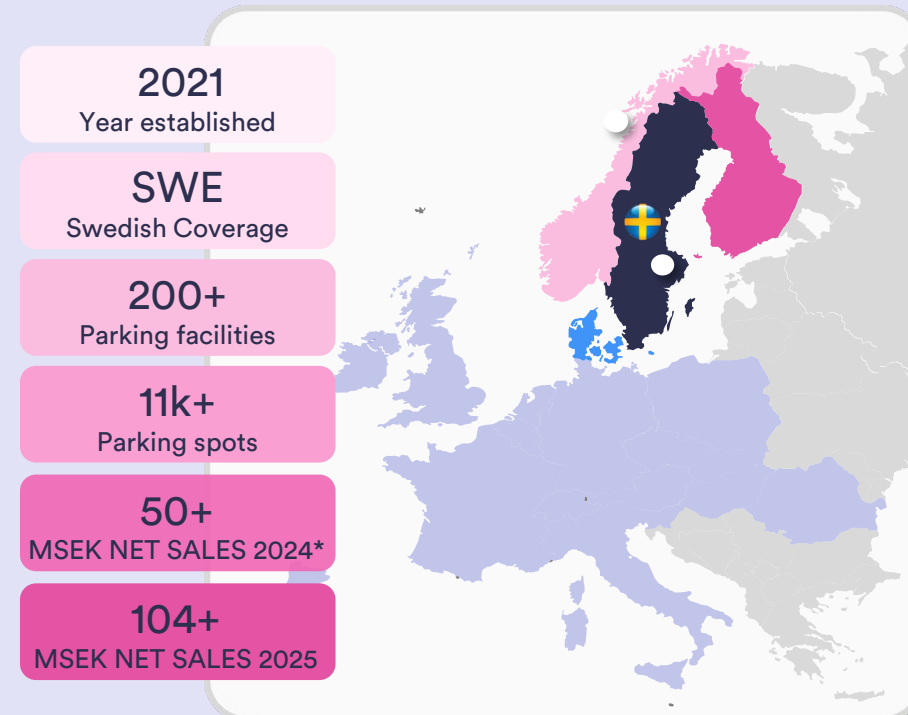 2021
Year established
SWE
Swedish Coverage
200+
Parking facilities
11k+
Parking spots
50+
MSEK NET SALES 2024*
104+
MSEK NET SALES 2025